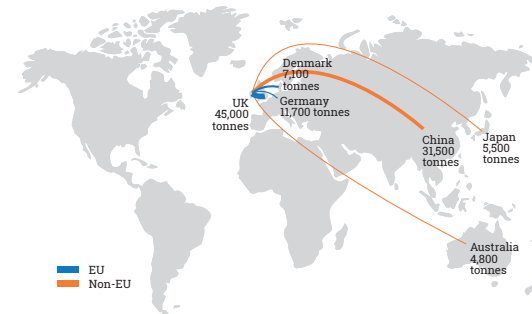 Denmark
7,100
tonnes
UK
45,000
tonnes
Germany
11,700 tonnes
China
31,500
tonnes
Japan
5,500
tonnes
Australia
4,800
tonnes
EU
Non-EU